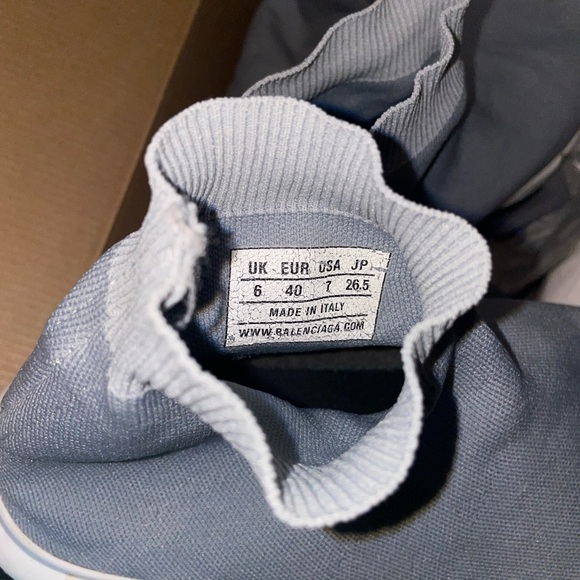 UK EUR USA JP
6 40 7 26.5
MADE IN ITALY
WWW.BALENCIAGA.COM